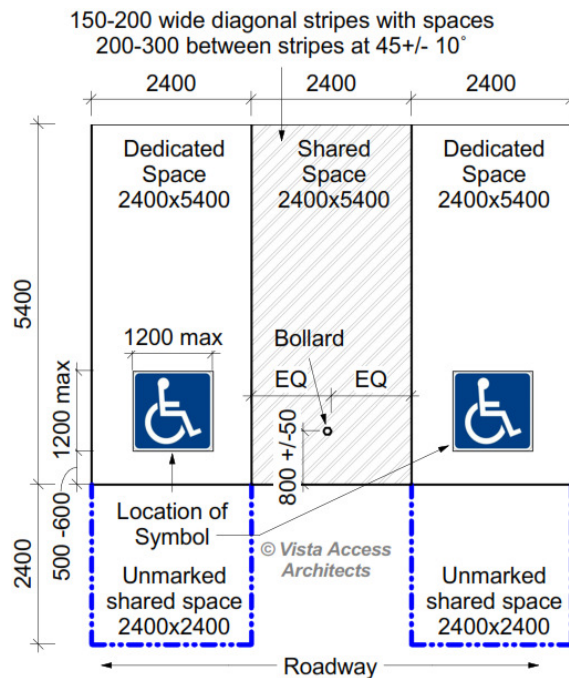 150-200 wide diagonal stripes with spaces
200-300 between stripes at 45+/- 10°
2400
2400
2400
Dedicated
Space
2400x5400
Shared
Space
2400x5400
Dedicated
Space
2400x5400
5400
1200 max
Bollard
EQ
EQ
1200 max
800 +/-50
500 -600
Location of
Symbol
© Vista Access
Architects
2400
Unmarked
shared space
2400x2400
Unmarked
shared space
2400x2400
Roadway